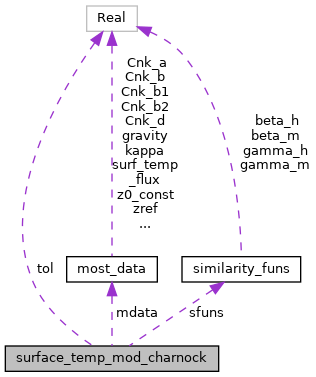 Real
Cnk_a
Cnk_b
Cnk_b1
Cnk_b2
Cnk_d
gravity
kappa
surf_temp
_flux
z0_const
zref
...
beta_h
beta_m
gamma_h
gamma_m
tol
most_data
similarity_funs
mdata
sfuns
surface_temp_mod_charnock